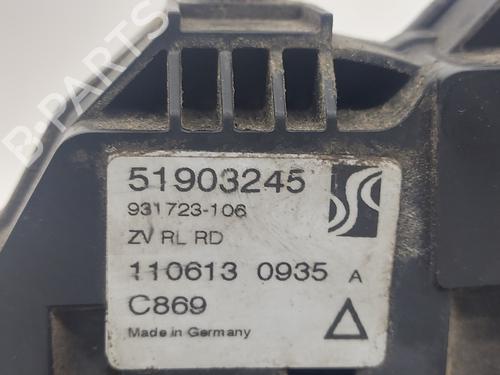 51903245
931723-106
ZV RL RD
110613 0935 A
C869
Made in Germany
B-PARTS